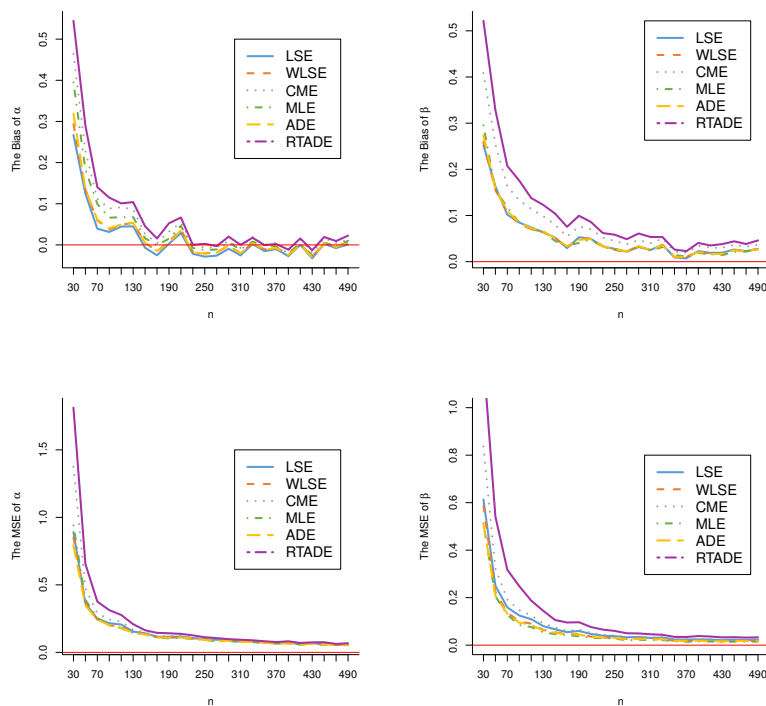 The Bias of α
0.0 0.1 0.2 0.3 0.4 0.5
LSE
WLSE
CME
MLE
ADE
RTADE
30 70 130 190 250 310 370 430 490
n
The Bias of β
0.0 0.1 0.2 0.3 0.4 0.5
LSE
WLSE
CME
MLE
ADE
RTADE
30 70 130 190 250 310 370 430 490
n
The MSE of α
0.0 0.5 1.0 1.5
LSE
WLSE
CME
MLE
ADE
RTADE
30 70 130 190 250 310 370 430 490
n
The MSE of β
0.0 0.2 0.4 0.6 0.8 1.0
LSE
WLSE
CME
MLE
ADE
RTADE
30 70 130 190 250 310 370 430 490
n